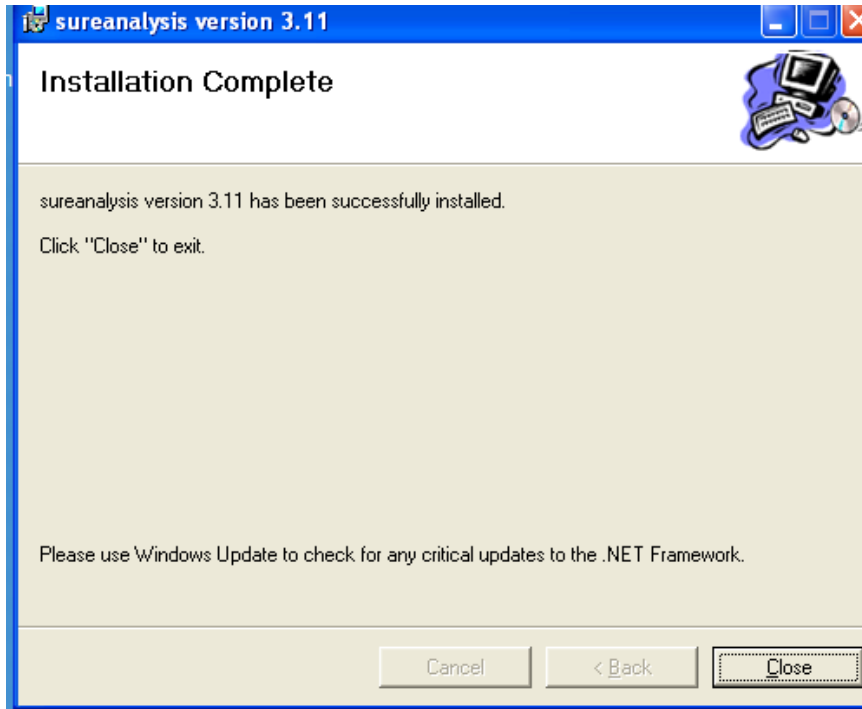 sureanalysis version 3.11
Installation Complete
sureanalysis version 3.11 has been successfully installed.
Click "Close" to exit.
Please use Windows Update to check for any critical updates to the .NET Framework.
Cancel
< Back
Close